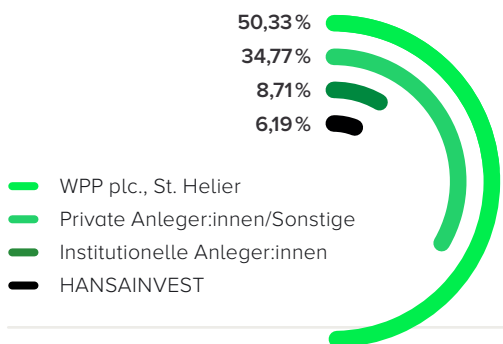 50,33 %
34,77 %
8,71 %
6,19 %
WPP plc., St. Helier
Private Anleger:innen/Sonstige
Institutionelle Anleger:innen
HANSAINVEST